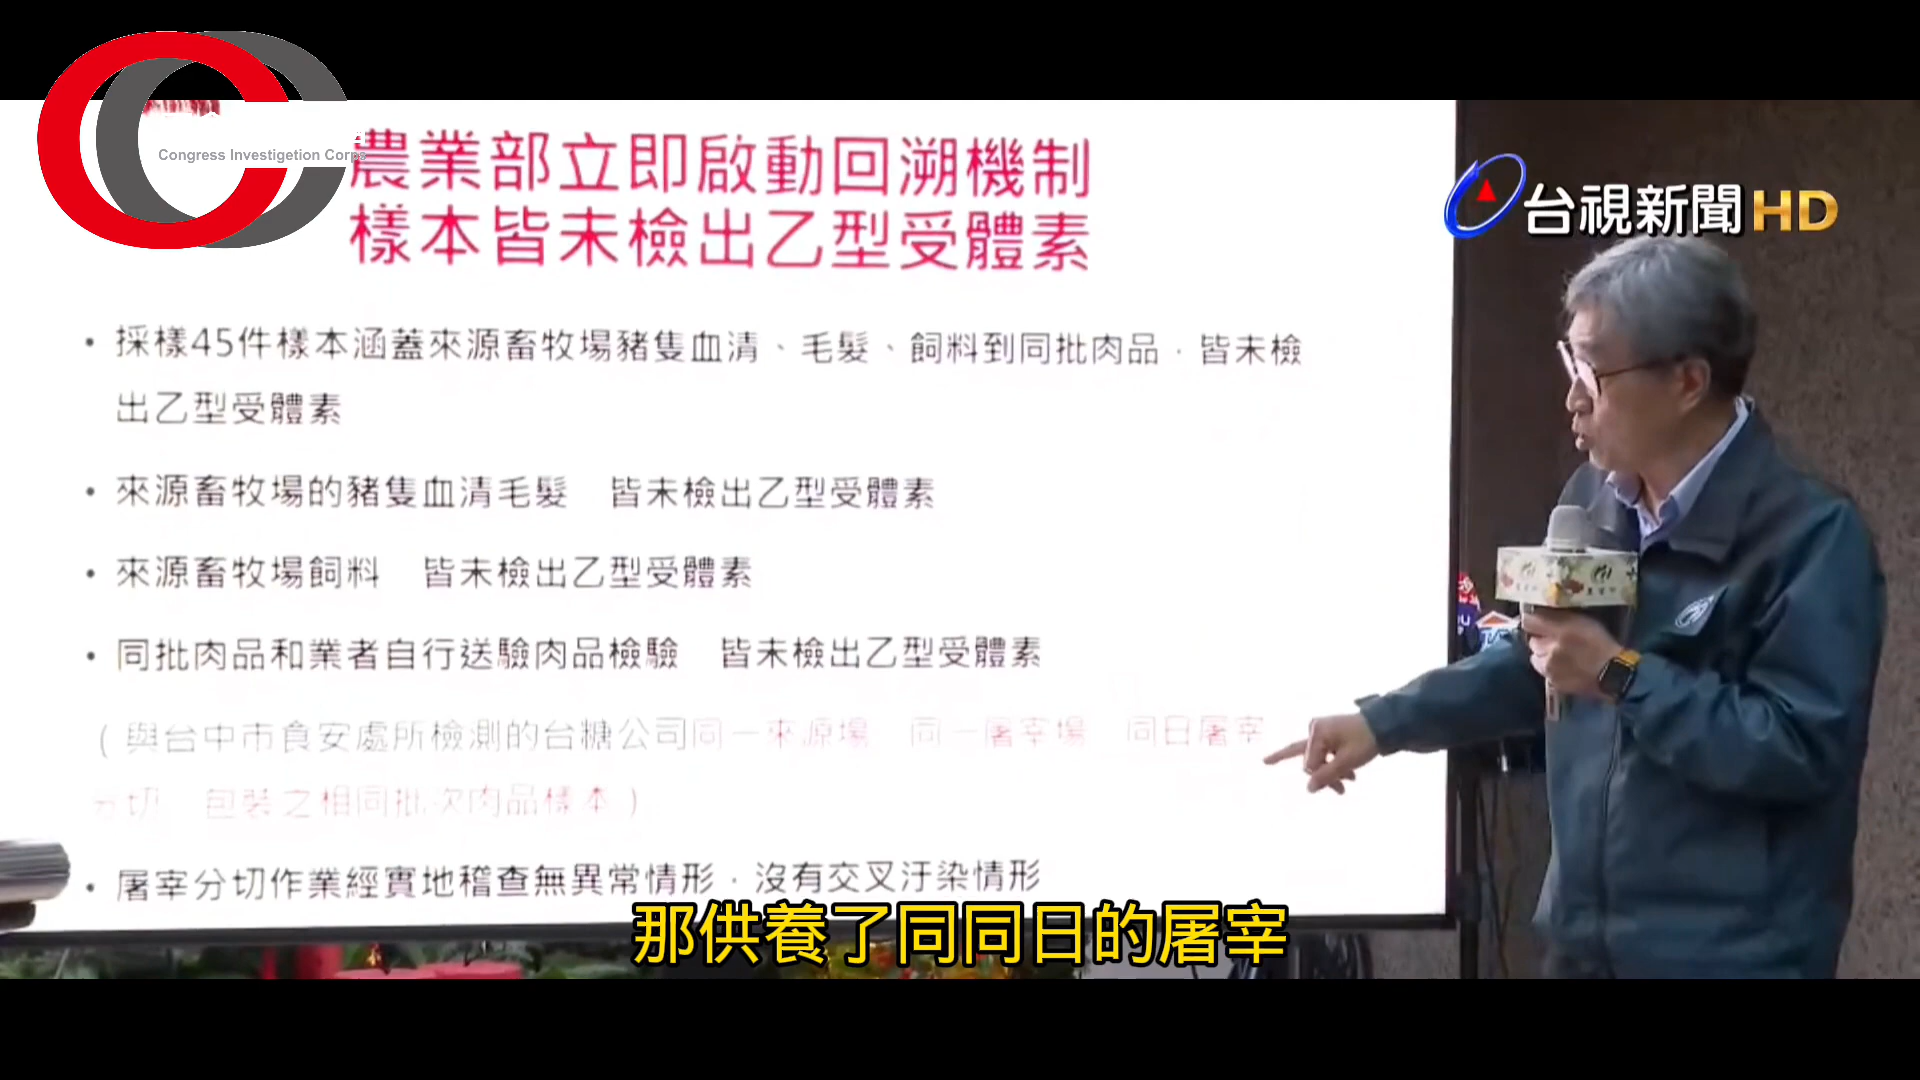 Congress Investigetion Corps
農業部立即啟動回溯機制
樣本皆未檢出乙型受體素
台視新聞HD
• 採樣45件樣本涵蓋來源畜牧場豬隻血清、毛髮、飼料到同批肉品，皆未檢
出乙型受體素
• 來源畜牧場的豬隻血清毛髮 皆未檢出乙型受體素
• 來源畜牧場飼料 皆未檢出乙型受體素
• 同批肉品和業者自行送驗肉品檢驗 皆未檢出乙型受體素
(與台中市食安處所檢測的台糖公司同一來源場 同一屠宰場 同日屠宰
分切 包裝之相同批次肉品樣本)
• 屠宰分切作業經實地稽查無異常情形，沒有交叉汙染情形
那供養了同同日的屠宰